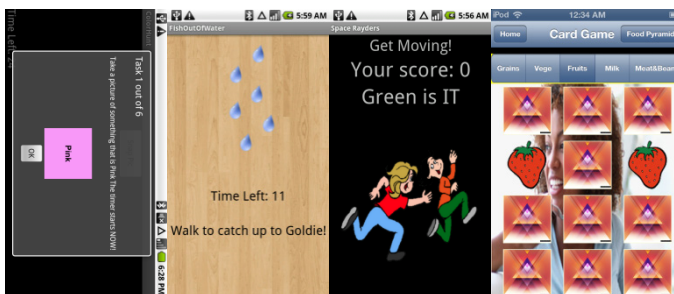 ColorHunt
Time Left: 24
Task 1 out of 6
Take a picture of something that is Pink The timer starts NOW!
Pink
OK
6:28 PM
5:59 AM
FIshOutOfWater
Time Left: 11
Walk to catch up to Goldie!
5:56 AM
Space Rayders
Get Moving!
Your score: 0
Green is IT
iPod
12:34 AM
Home
Card Game
Food Pyramid
Grains
Vege
Fruits
Milk
Meat&Bean